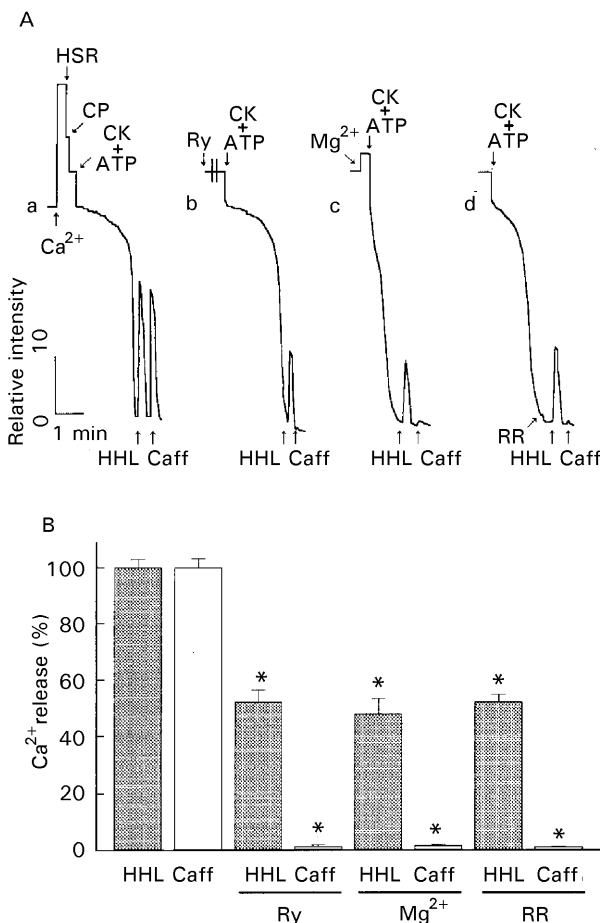 A
HSR
CP
CK
+
ATP
a
Ca2+
Ry
CK
+
ATP
b
Mg2+
CK
+
ATP
c
CK
+
ATP
d
RR
Relative intensity
10
0
1 min
HHL Caff
HHL Caff
HHL Caff
HHL Caff
B
Ca2+ release (%)
100
80
60
40
20
0
*
*
*
*
*
*
HHL Caff
HHL Caff
HHL Caff
HHL Caff
Ry
Mg2+
RR